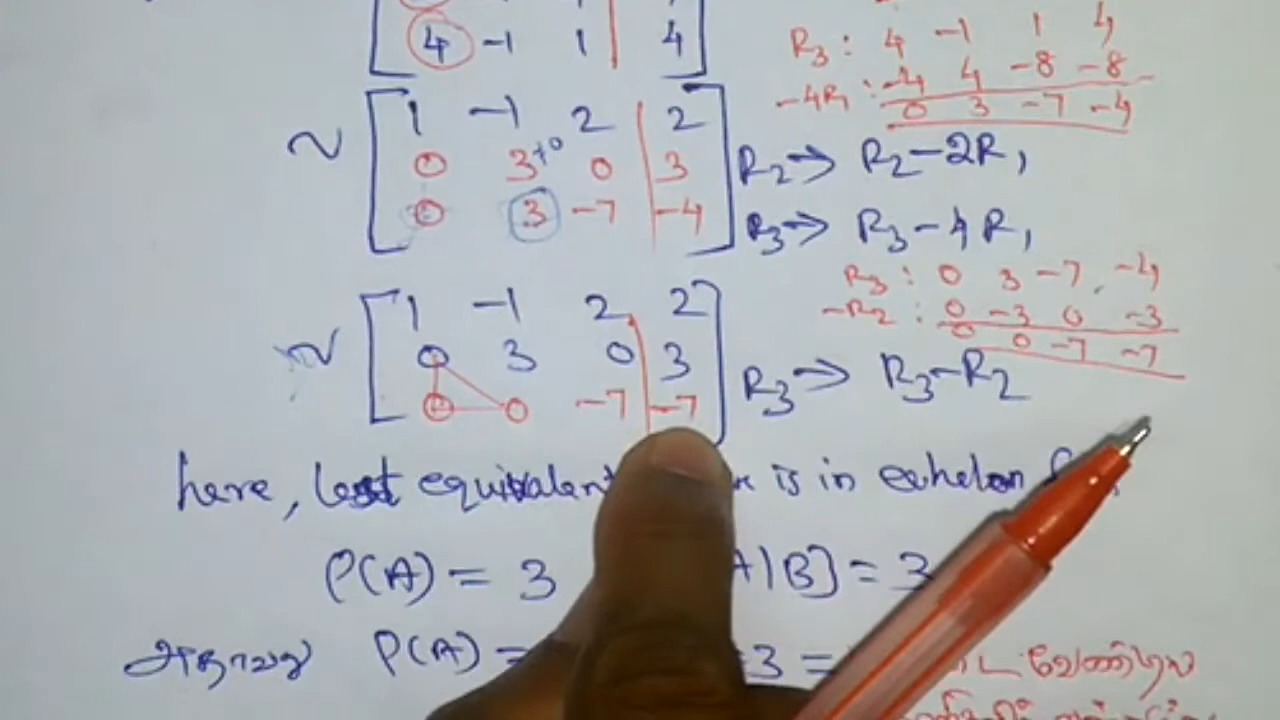 4 -1 1 | 4
R3 : 4 -1 1 4
-4R1 : -4 4 -8 -8
0 3 -7 -4
~ [1 -1 2 | 2
0 3+0 0 | 3
0 3 -7 | -4]
R2 → R2-2R1
R3 → R3-4R1
R3 : 0 3 -7 -4
-R2 : 0 -3 0 -3
0 0 -7 -7
~ [1 -1 2 | 2
0 3 0 | 3
0 0 -7 | -7]
R3 → R3-R2
here, last equivalent is in echelon
ρ(A) = 3 A|B] = 3
அதாவது ρ(A) = 3 =
வேண்டிய